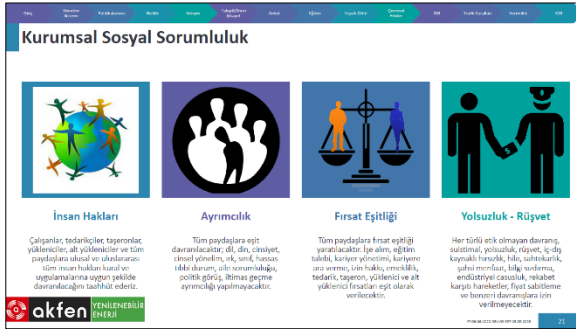 Kurumsal Sosyal Sorumluluk
İnsan Hakları
Çalışanlar, tedarikçiler, taşeronlar,
yükleniciler, alt yükleniciler ve tüm
paydaşlara ulusal ve uluslararası
tüm insan hakları kural ve
uygulamalarına uygun şekilde
davranılacağını taahhüt ederiz.
Ayrımcılık
Tüm paydaşlara eşit
davranılacaktır; dil, din, cinsiyet,
cinsel yönelim, ırk, sınıf, hassas
tıbbi durum, aile sorumluluğu,
politik görüş, iltimas geçme
ayrımcılığı yapılmayacaktır.
Fırsat Eşitliği
Tüm paydaşlara fırsat eşitliği
yaratılacaktır. İşe alım, eğitim
talebi, kariyer yönetimi, kariyere
ara verme, izin hakkı, emeklilik,
tedarik, taşeron, yüklenici ve alt
yüklenici fırsatları eşit olarak
verilecektir.
Yolsuzluk - Rüşvet
Her türlü etik olmayan davranış,
suistimal, yolsuzluk, rüşvet, iç-dış
kaynaklı hırsızlık, hile, sahtekarlık,
şahsi menfaat, bilgi sızdırma,
endüstriyel casusluk, rekabet
karşıtı hareketler, fiyat sabitleme
ve benzeri davranışlara izin
verilmeyecektir.
akfen YENİLENEBİLİR
ENERJİ
21